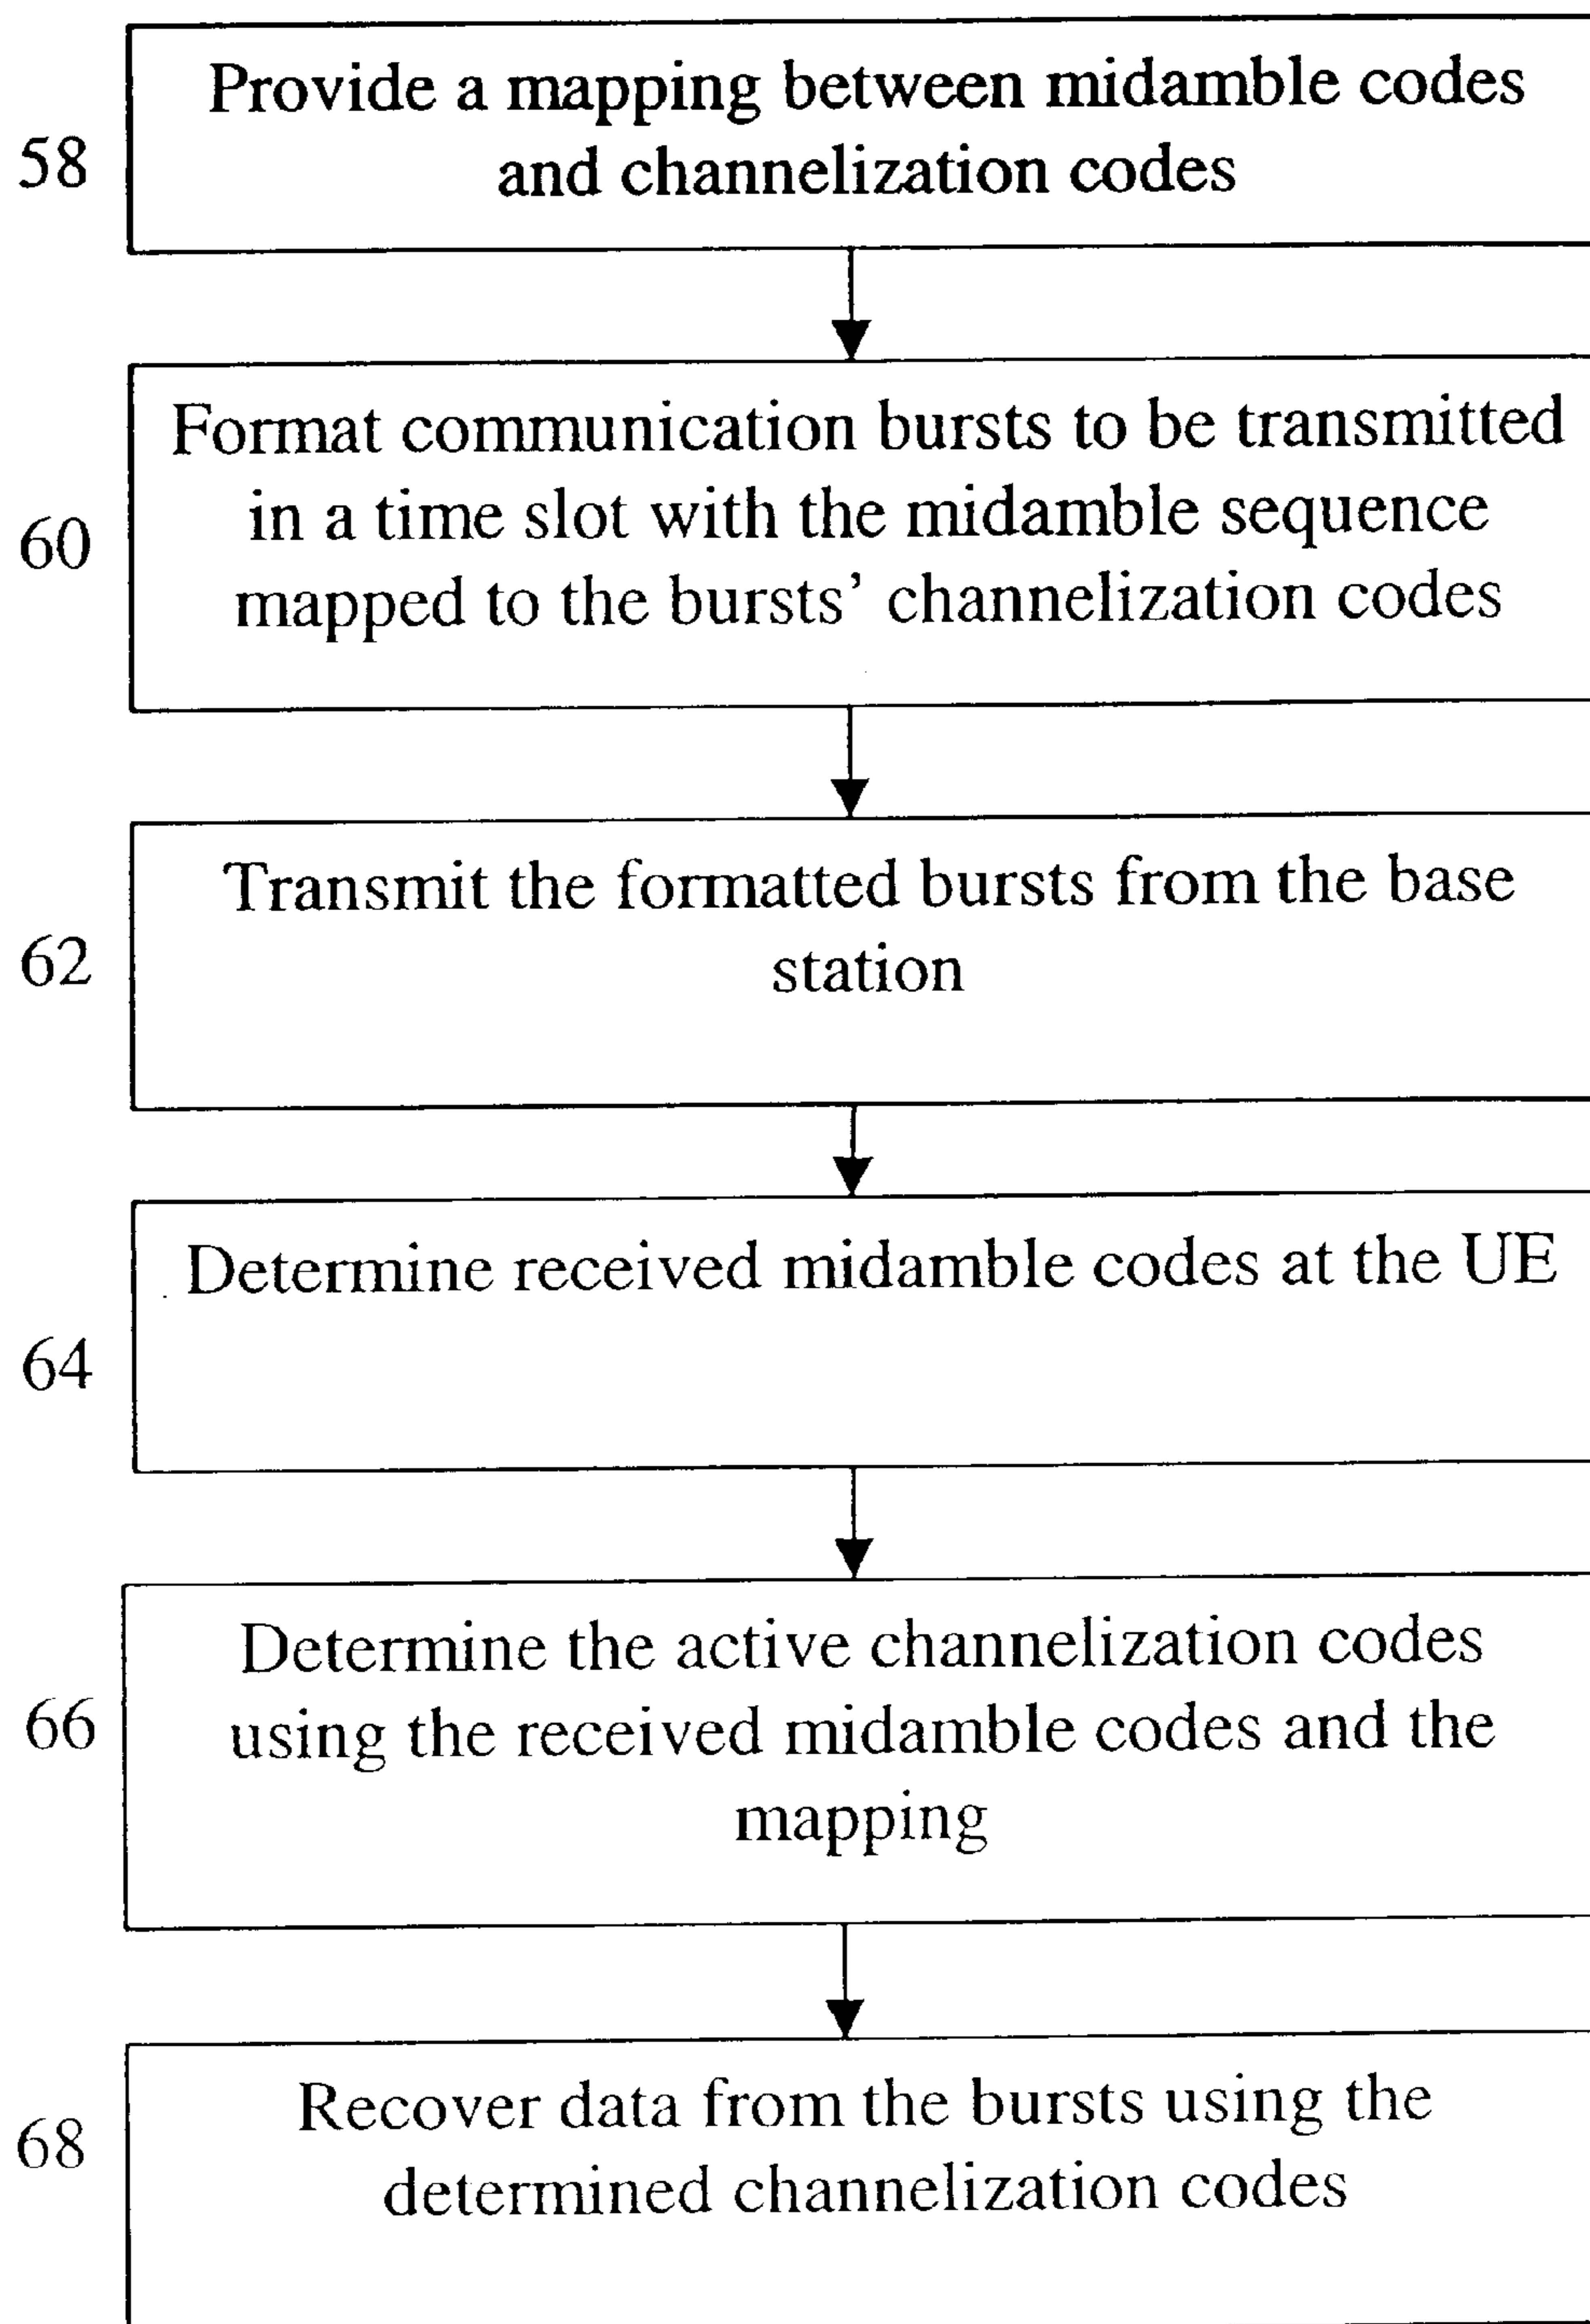 Provide a mapping between midamble codes
58
and channelization codes
Format communication bursts to be transmitted
in a time slot with the midamble sequence
60
mapped to the bursts’ channelization codes
Transmit the formatted bursts from the base
62
station
Determine received midamble codes at the UE
64
Determine the active channelization codes
66
using the received midamble codes and the
mapping
Recover data from the bursts using the
68
determined channelization codes